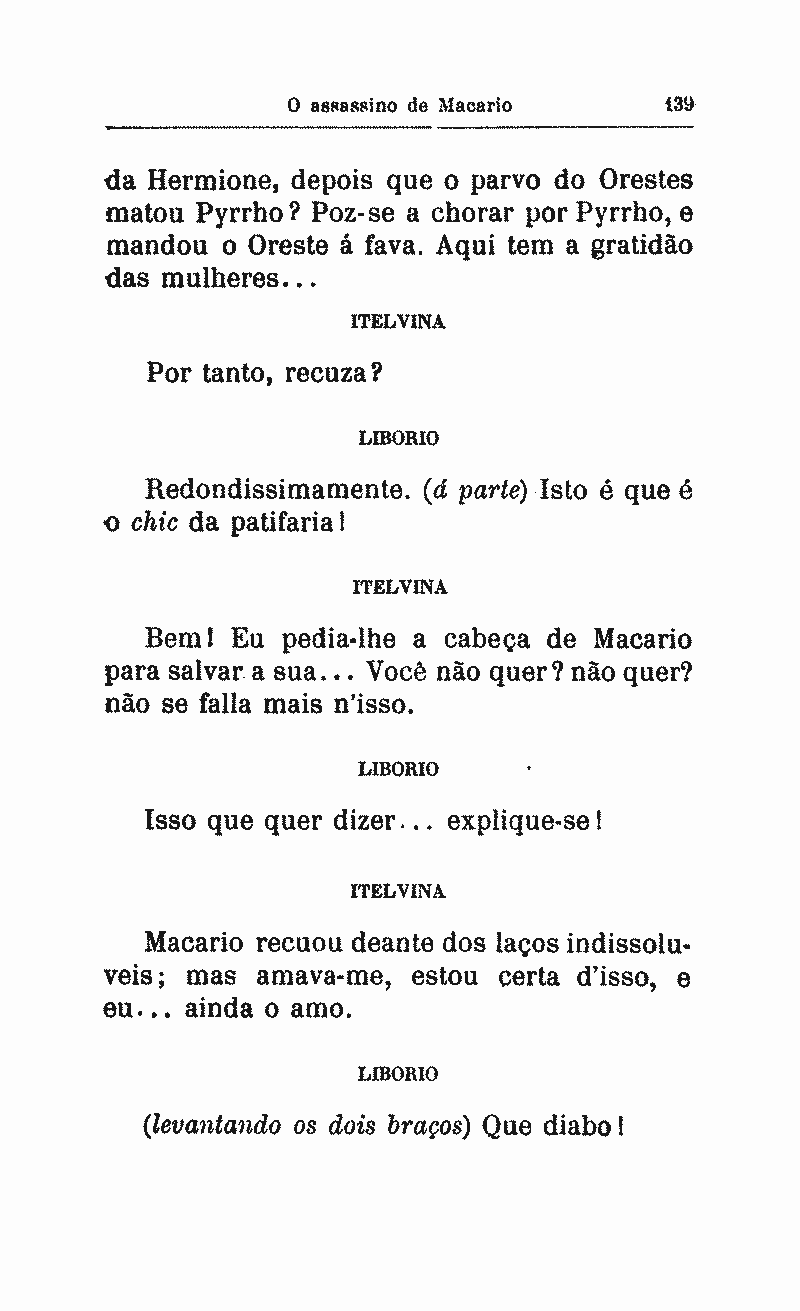 O assassino de Macario 139
da Hermione, depois que o parvo do Orestes
matou Pyrrho? Poz-se a chorar por Pyrrho, e
mandou o Oreste á fava. Aqui tem a gratidão
das mulheres...
ITELVINA
Por tanto, recuza?
LIBORIO
Redondissimamente. (á parte) Isto é que é
o chic da patifaria!
ITELVINA
Bem! Eu pedia-lhe a cabeça de Macario
para salvar a sua... Você não quer? não quer?
não se falla mais n'isso.
LIBORIO
Isso que quer dizer... explique-se!
ITELVINA
Macario recuou deante dos laços indissolu-
veis; mas amava-me, estou certa d'isso, e
eu... ainda o amo.
LIBORIO
(levantando os dois braços) Que diabo!